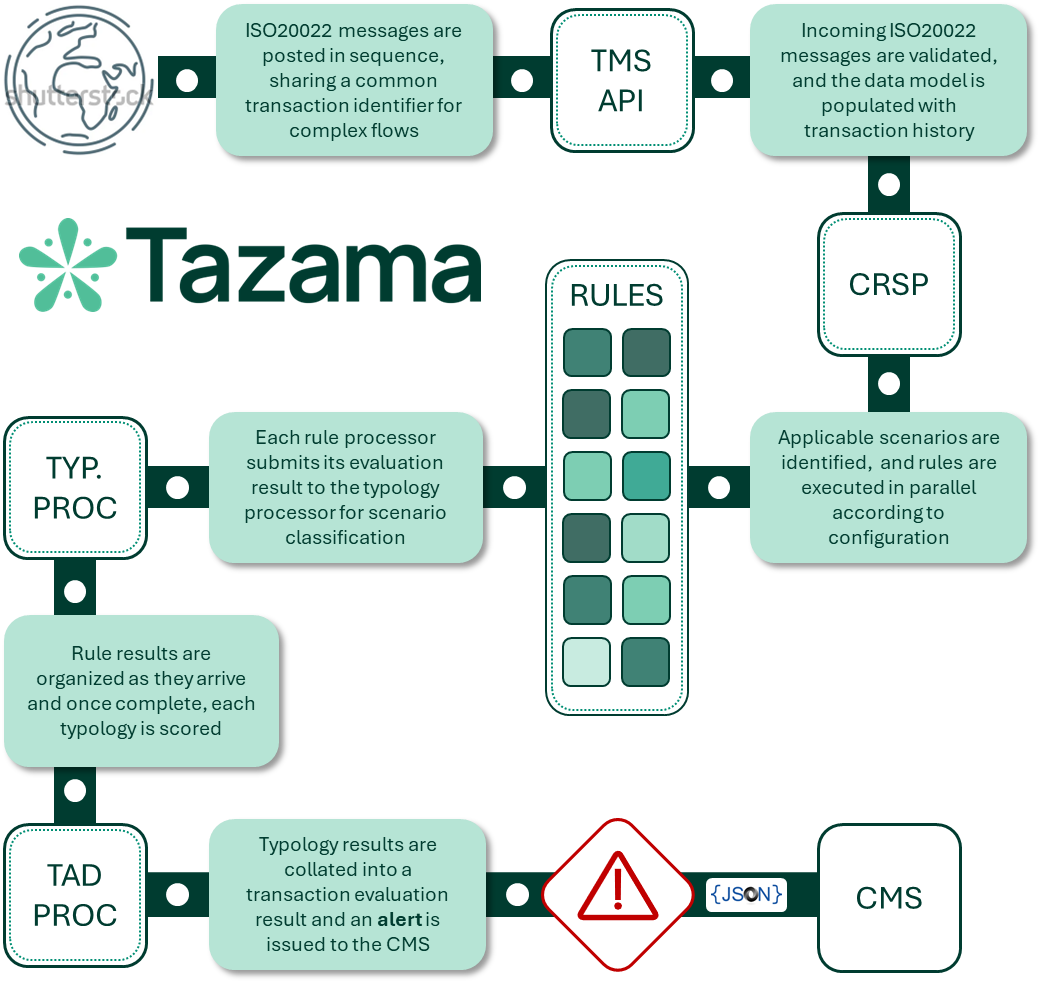 shutterstock
ISO20022 messages are
posted in sequence,
sharing a common
transaction identifier for
complex flows
TMS
API
Incoming ISO20022
messages are validated,
and the data model is
populated with
transaction history
CRSP
Tazama
RULES
Applicable scenarios are
identified, and rules are
executed in parallel
according to
configuration
Each rule processor
submits its evaluation
result to the typology
processor for scenario
classification
TYP.
PROC
Rule results are
organized as they arrive
and once complete, each
typology is scored
TAD
PROC
Typology results are
collated into a
transaction evaluation
result and an alert is
issued to the CMS
{JSON}
CMS